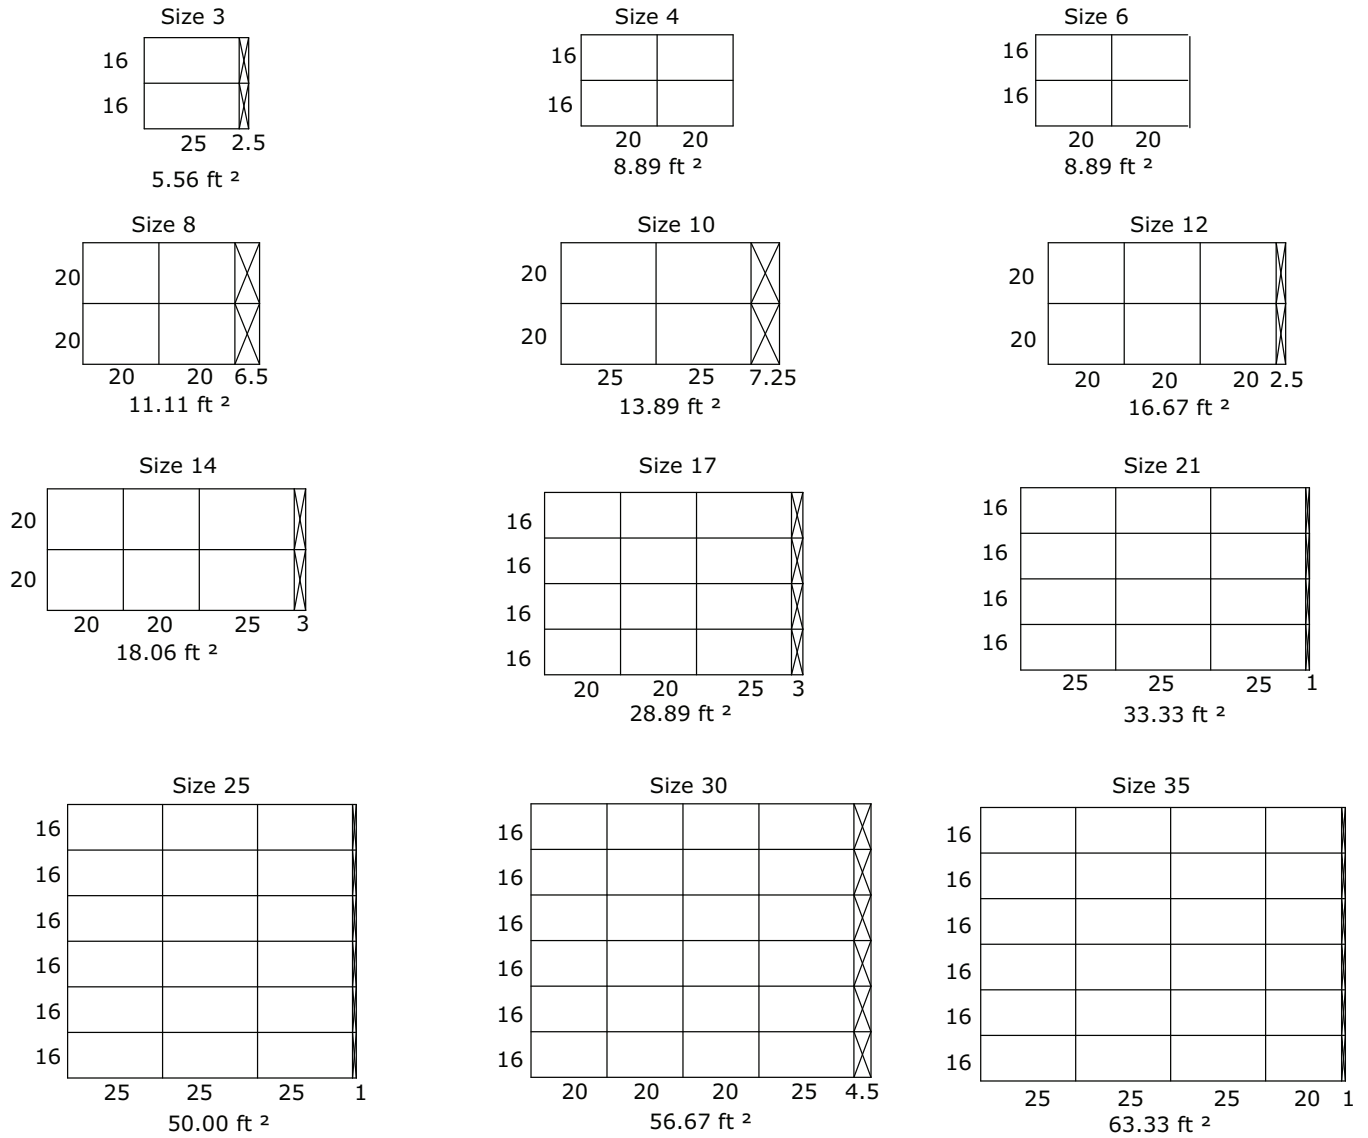 Size 3
16
16
25 2.5
5.56 ft ²
Size 4
16
16
20 20
8.89 ft ²
Size 6
16
16
20 20
8.89 ft ²
Size 8
20
20
20 20 6.5
11.11 ft ²
Size 10
20
20
25 25 7.25
13.89 ft ²
Size 12
20
20
20 20 20 2.5
16.67 ft ²
Size 14
20
20
20 20 25 3
18.06 ft ²
Size 17
16
16
16
16
20 20 25 3
28.89 ft ²
Size 21
16
16
16
16
25 25 25 1
33.33 ft ²
Size 25
16
16
16
16
16
16
25 25 25 1
50.00 ft ²
Size 30
16
16
16
16
16
16
20 20 20 25 4.5
56.67 ft ²
Size 35
16
16
16
16
16
16
25 25 25 20 1
63.33 ft ²